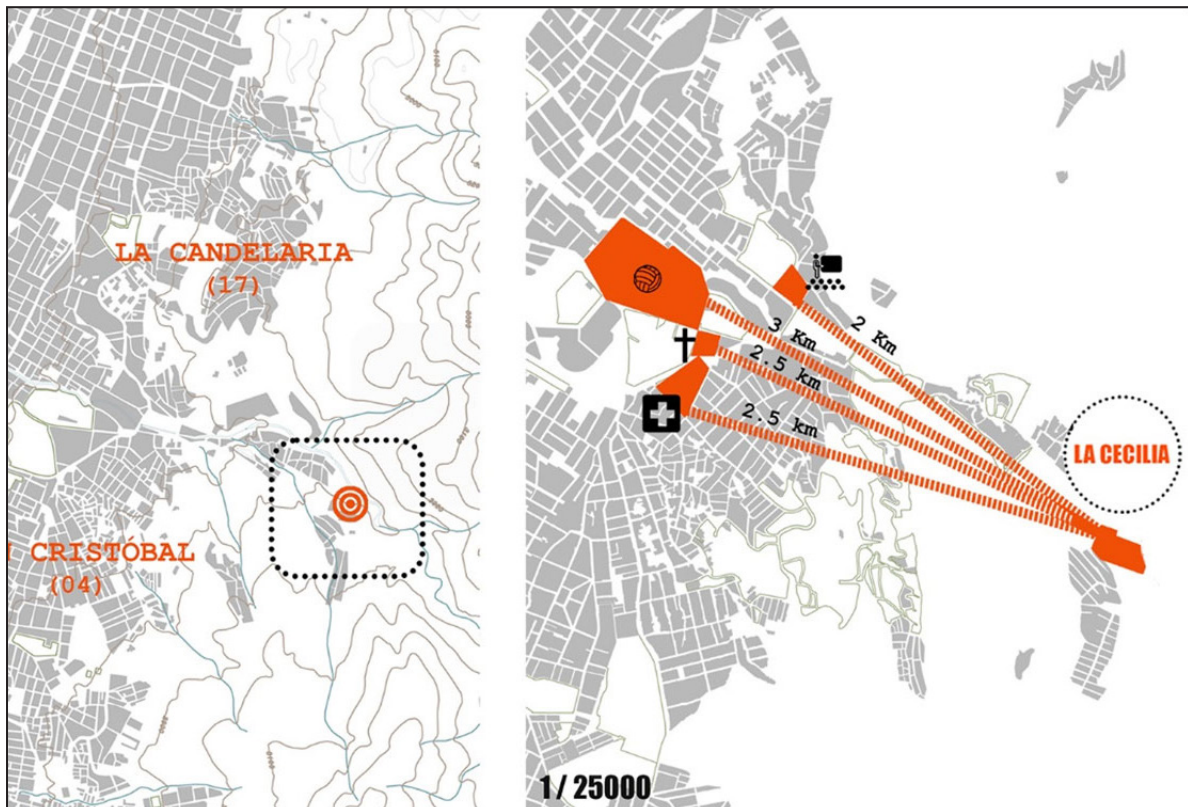 LA CANDELARIA
(17)
CRISTÓBAL
(04)
3 Km
2 Km
2.5 km
2.5 km
LA CECILIA
1 / 25000